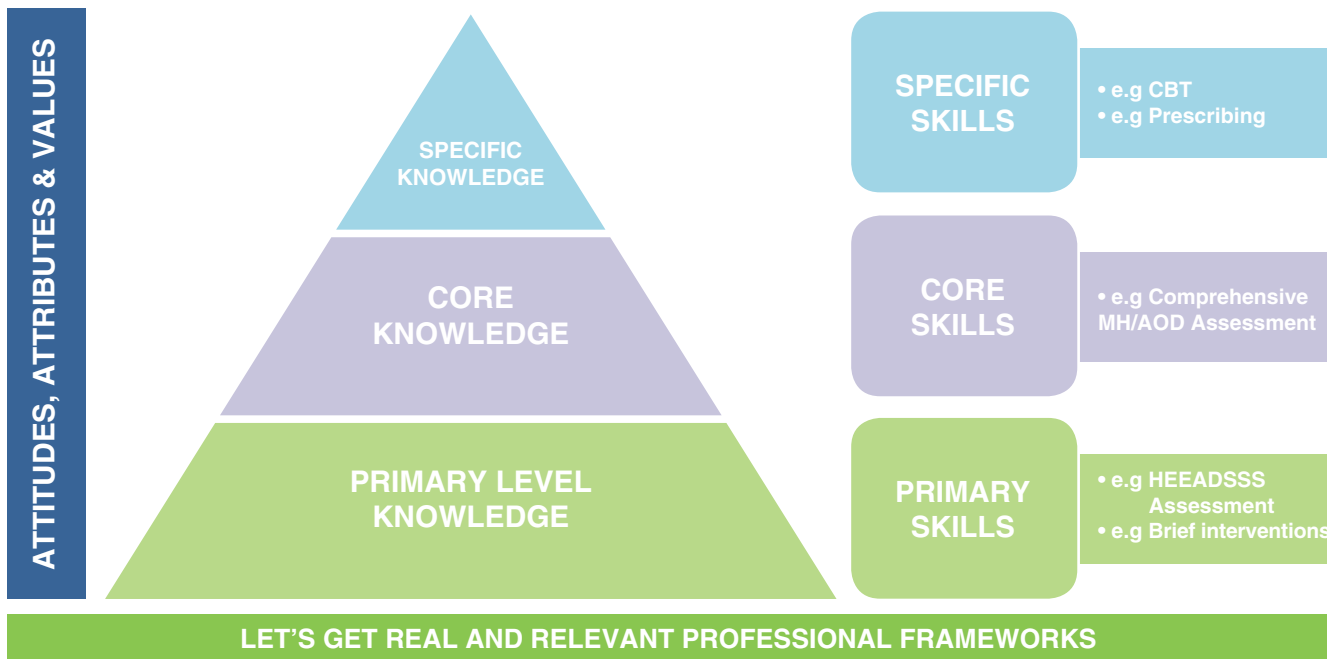 ATTITUDES, ATTRIBUTES & VALUES
SPECIFIC
KNOWLEDGE
SPECIFIC
SKILLS
• e.g CBT
• e.g Prescribing
CORE
KNOWLEDGE
CORE
SKILLS
• e.g Comprehensive
MH/AOD Assessment
PRIMARY LEVEL
KNOWLEDGE
PRIMARY
SKILLS
• e.g HEEADSSS
Assessment
• e.g Brief interventions
LET’S GET REAL AND RELEVANT PROFESSIONAL FRAMEWORKS